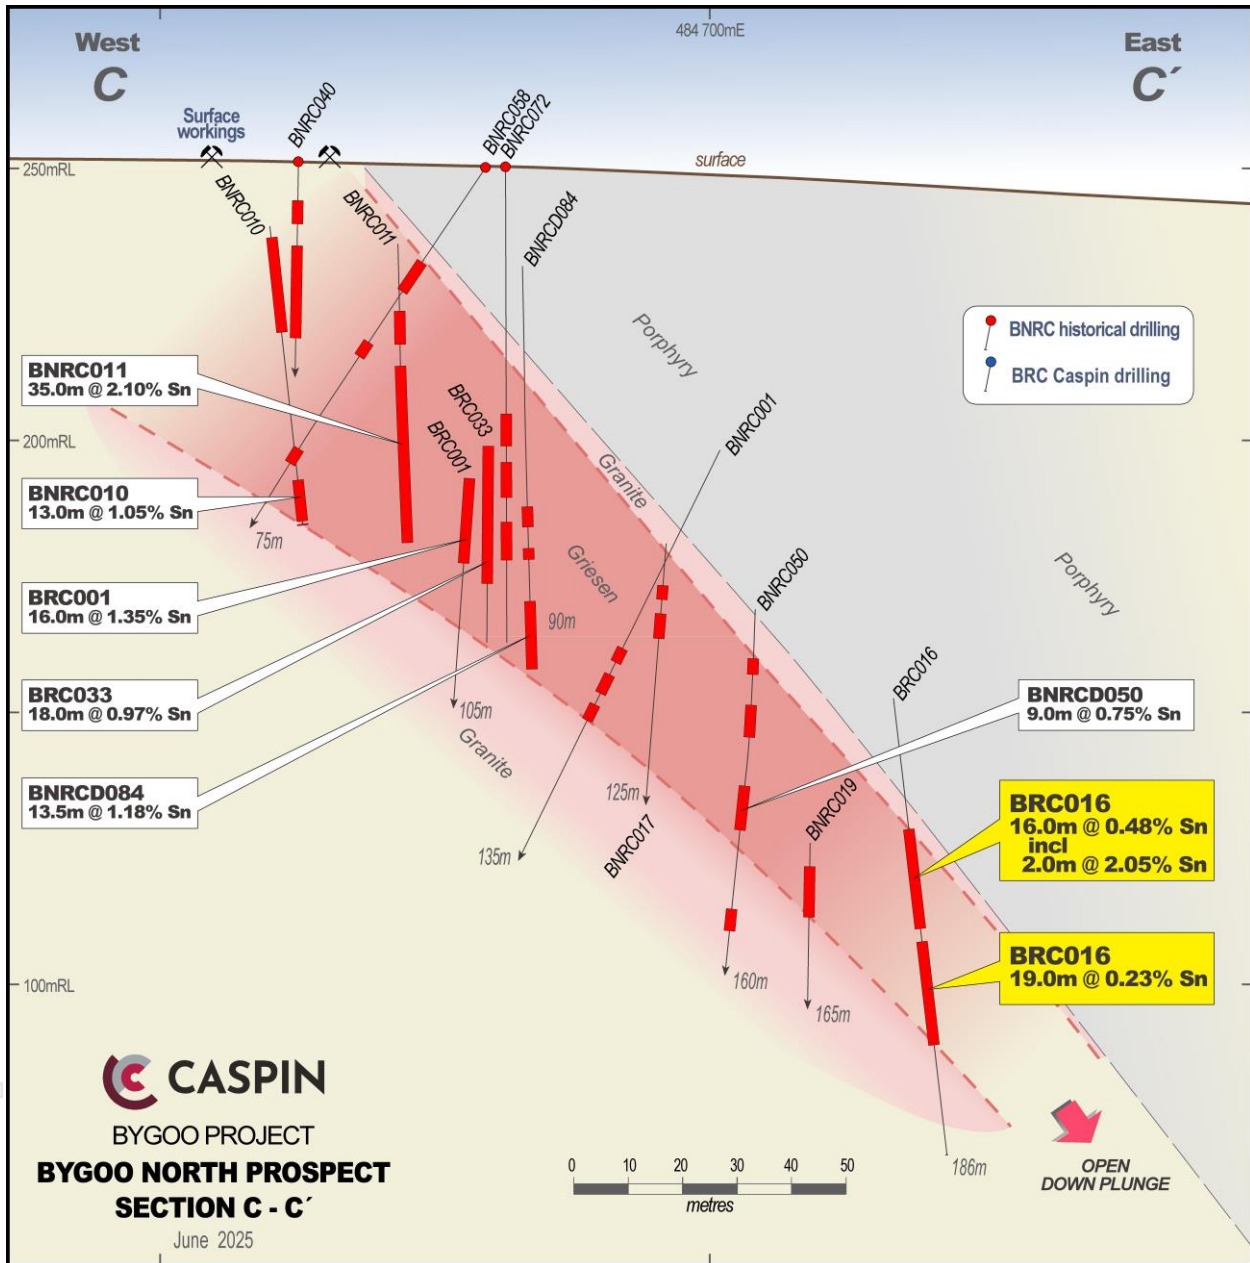 West
C
484 700mE
East
C´
Surface
workings
BNRC040
BNRC058
BNRC072
surface
250mRL
BNRC010
BNRC011
BNRCD084
Porphyry
BNRC historical drilling
BRC Caspin drilling
BNRC011
35.0m @ 2.10% Sn
200mRL
BRC033
BRC001
BNRC001
Granite
BNRC010
13.0m @ 1.05% Sn
75m
Griesen
BNRC050
Porphyry
BRC001
16.0m @ 1.35% Sn
90m
BRC016
BRC033
18.0m @ 0.97% Sn
105m
Granite
BNRCD050
9.0m @ 0.75% Sn
BNRCD084
13.5m @ 1.18% Sn
125m
BNRC017
135m
BNRC019
BRC016
16.0m @ 0.48% Sn
incl
2.0m @ 2.05% Sn
BRC016
19.0m @ 0.23% Sn
100mRL
160m
165m
CASPIN
BYGOO PROJECT
BYGOO NORTH PROSPECT
SECTION C - C´
June 2025
0 10 20 30 40 50
metres
186m
OPEN
DOWN PLUNGE